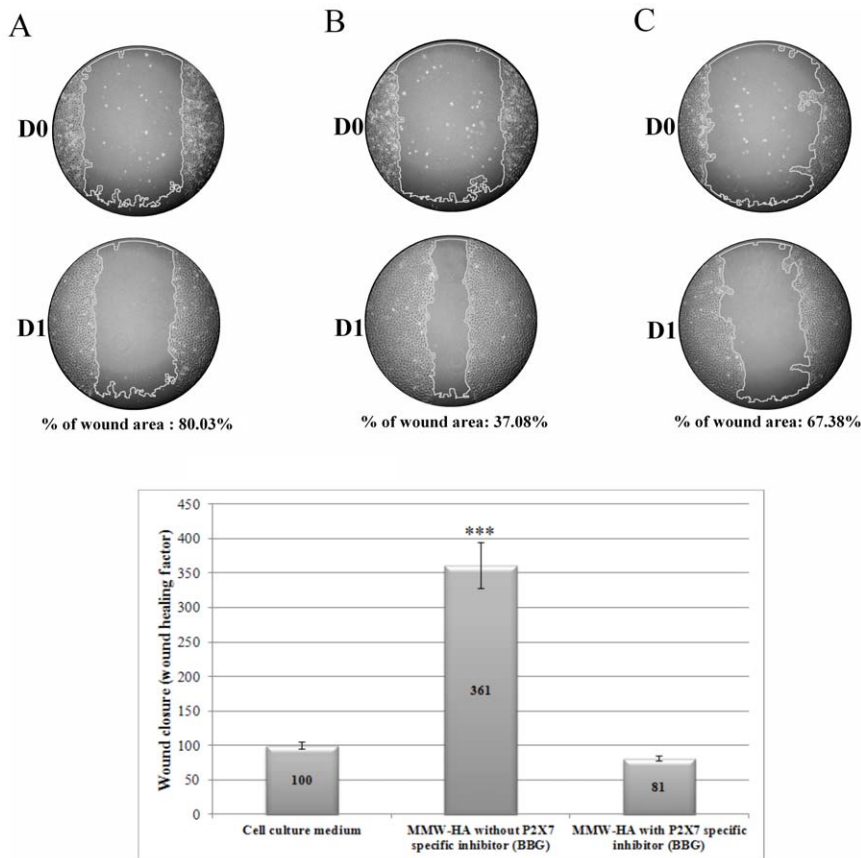 A B C
D0 D0 D0
D1 D1 D1
% of wound area : 80.03% % of wound area: 37.08% % of wound area: 67.38%
Wound closure (wound healing factor)
450
400
350
300
250
200
150
100
50
0
***
100
361
81
Cell culture medium
MMW-HA without P2X7
specific inhibitor (BBG)
MMW-HA with P2X7 specific
inhibitor (BBG)